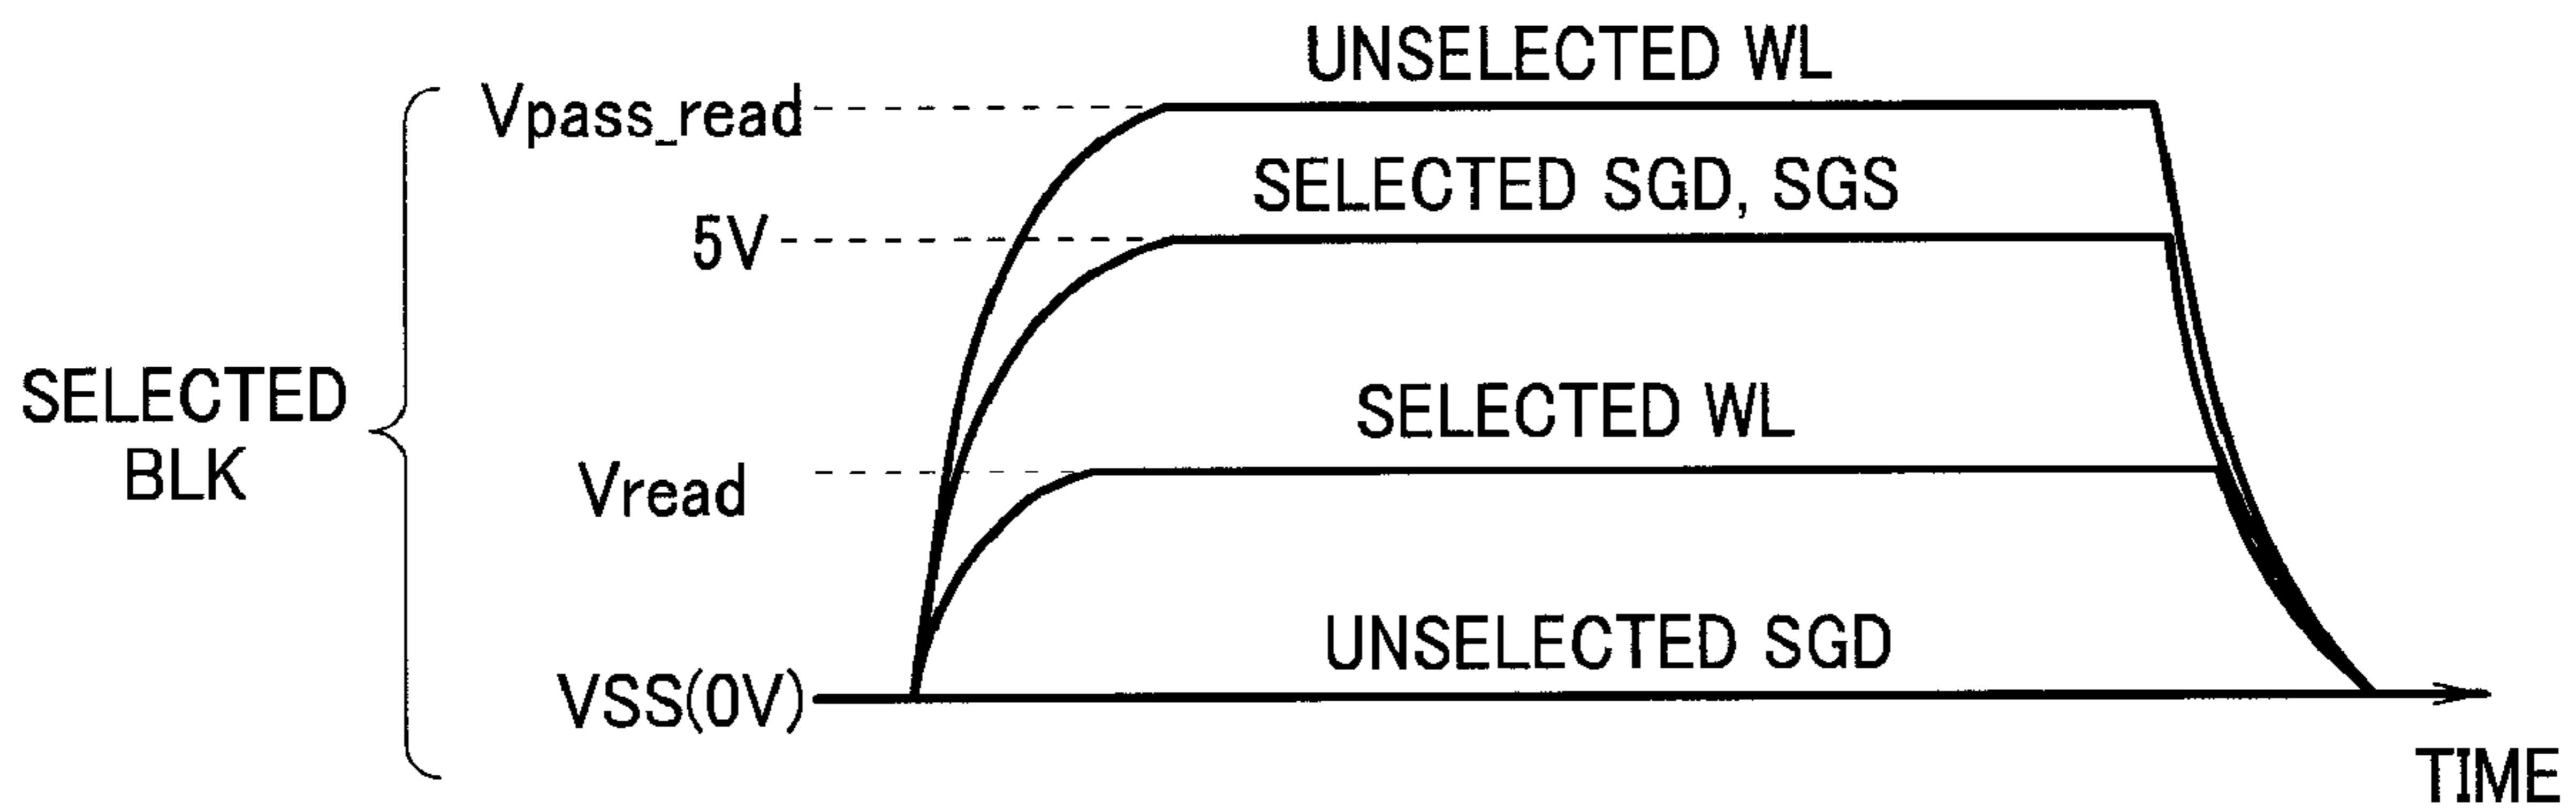 UNSELECTED WL
Vpass_read
SELECTED SGD, SGS
5V
SELECTED
BLK
SELECTED WL
Vread
UNSELECTED SGD
VSS(0V)
TIME